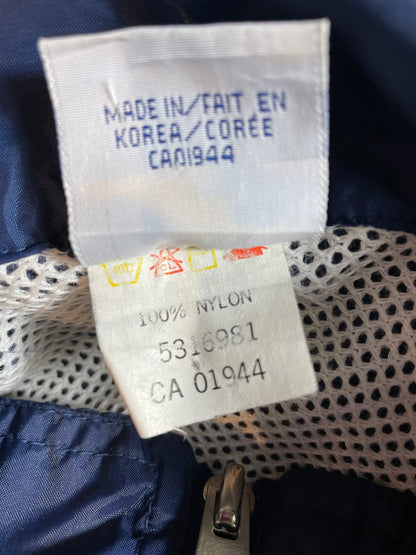 MADE IN/FAIT EN
KOREA/CORÉE
CA01944
100% NYLON
5316981
CA 01944